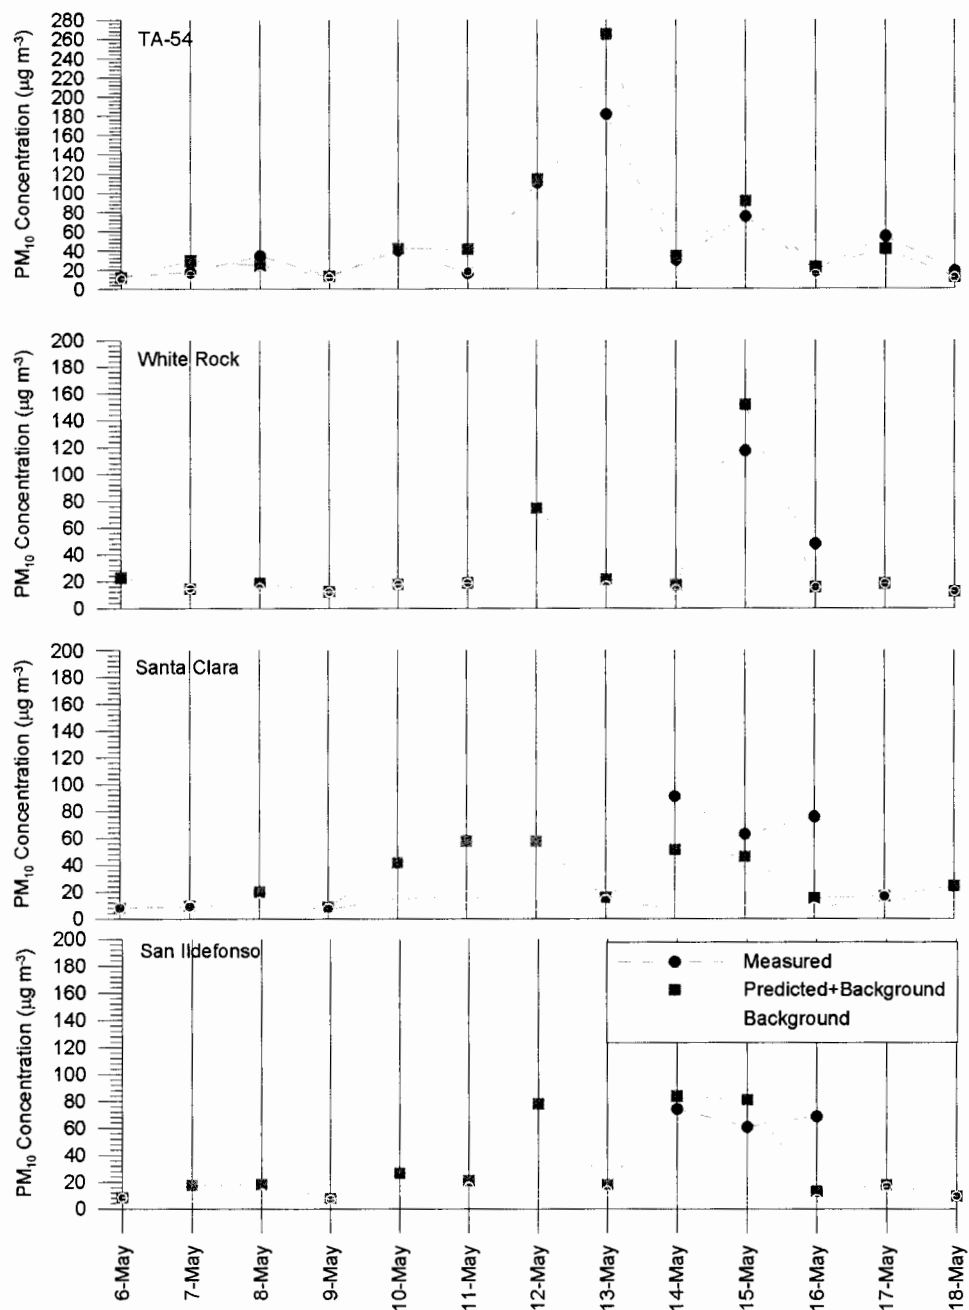 280
260
240
220
200
180
160
140
120
100
80
60
40
20
0
PM10 Concentration (µg m-3)
TA-54
200
180
160
140
120
100
80
60
40
20
0
PM10 Concentration (µg m-3)
White Rock
200
180
160
140
120
100
80
60
40
20
0
PM10 Concentration (µg m-3)
Santa Clara
200
180
160
140
120
100
80
60
40
20
0
PM10 Concentration (µg m-3)
San Ildefonso
Measured
Predicted+Background
Background
6-May
7-May
8-May
9-May
10-May
11-May
12-May
13-May
14-May
15-May
16-May
17-May
18-May